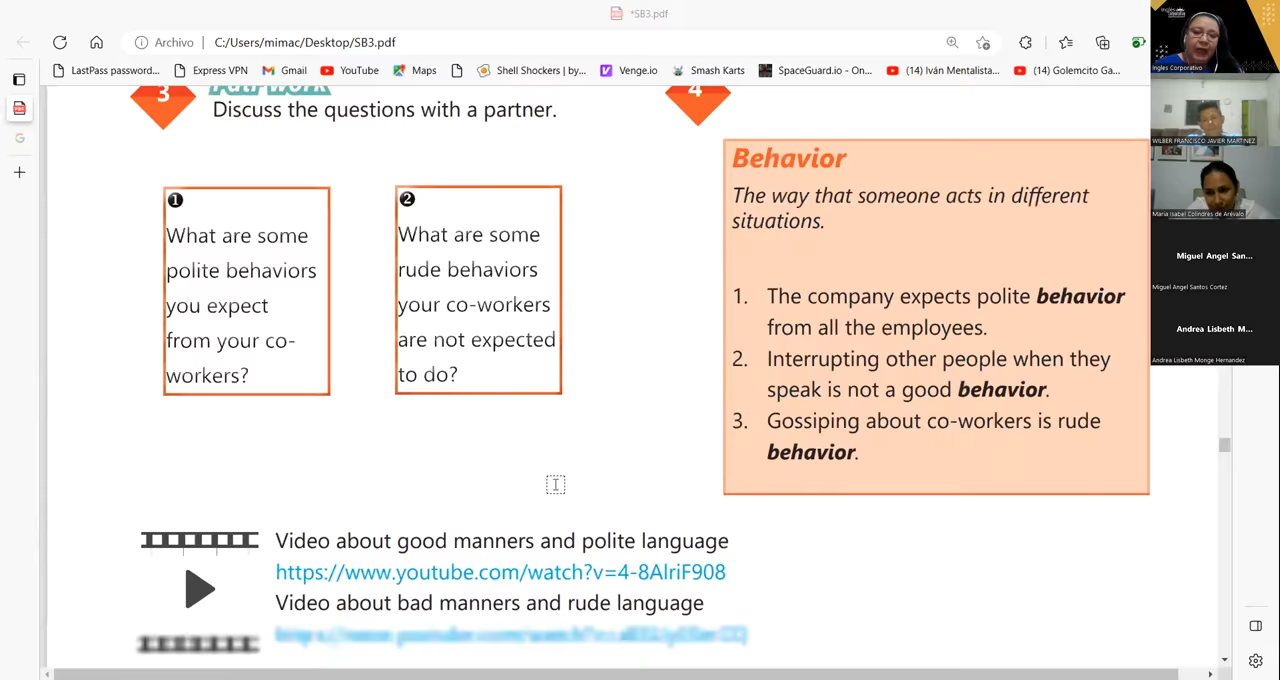 *SB3.pdf
Archivo
C:/Users/mimac/Desktop/SB3.pdf
LastPass password...
Express VPN
Gmail
YouTube
Maps
Shell Shockers | by...
Venge.io
Smash Karts
SpaceGuard.io - On...
(14) Iván Mentalista...
(14) Golemcito Ga...
3
Discuss the questions with a partner.
4
1
What are some
polite behaviors
you expect
from your co-
workers?
2
What are some
rude behaviors
your co-workers
are not expected
to do?
Behavior
The way that someone acts in different
situations.
1. The company expects polite behavior
from all the employees.
2. Interrupting other people when they
speak is not a good behavior.
3. Gossiping about co-workers is rude
behavior.
Video about good manners and polite language
https://www.youtube.com/watch?v=4-8AlriF908
Video about bad manners and rude language
Ingles Corporativo
WILBER FRANCISCO JAVIER MARTINEZ
Maria Isabel Colindres de Arévalo
Miguel Angel San...
Miguel Angel Santos Cortez
Andrea Lisbeth M...
Andrea Lisbeth Monge Hernandez